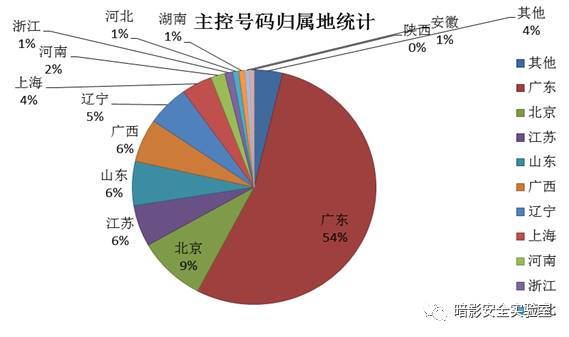 主控号码归属地统计
其他
4%
安徽
1%
陕西
0%
湖南
1%
河北
1%
浙江
1%
河南
2%
上海
4%
辽宁
5%
广西
6%
山东
6%
江苏
6%
北京
9%
广东
54%
其他
广东
北京
江苏
山东
广西
辽宁
上海
河南
浙江
北
暗影安全实验室